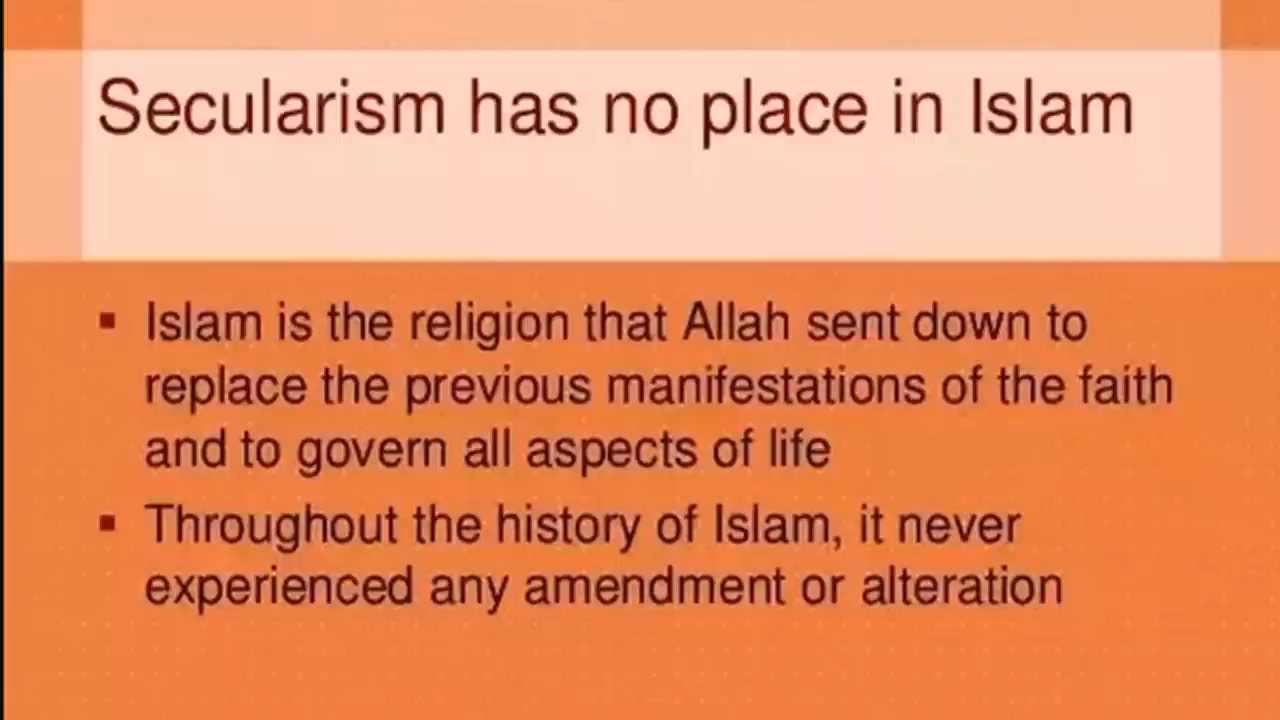 Secularism has no place in Islam
▪ Islam is the religion that Allah sent down to
replace the previous manifestations of the faith
and to govern all aspects of life
▪ Throughout the history of Islam, it never
experienced any amendment or alteration